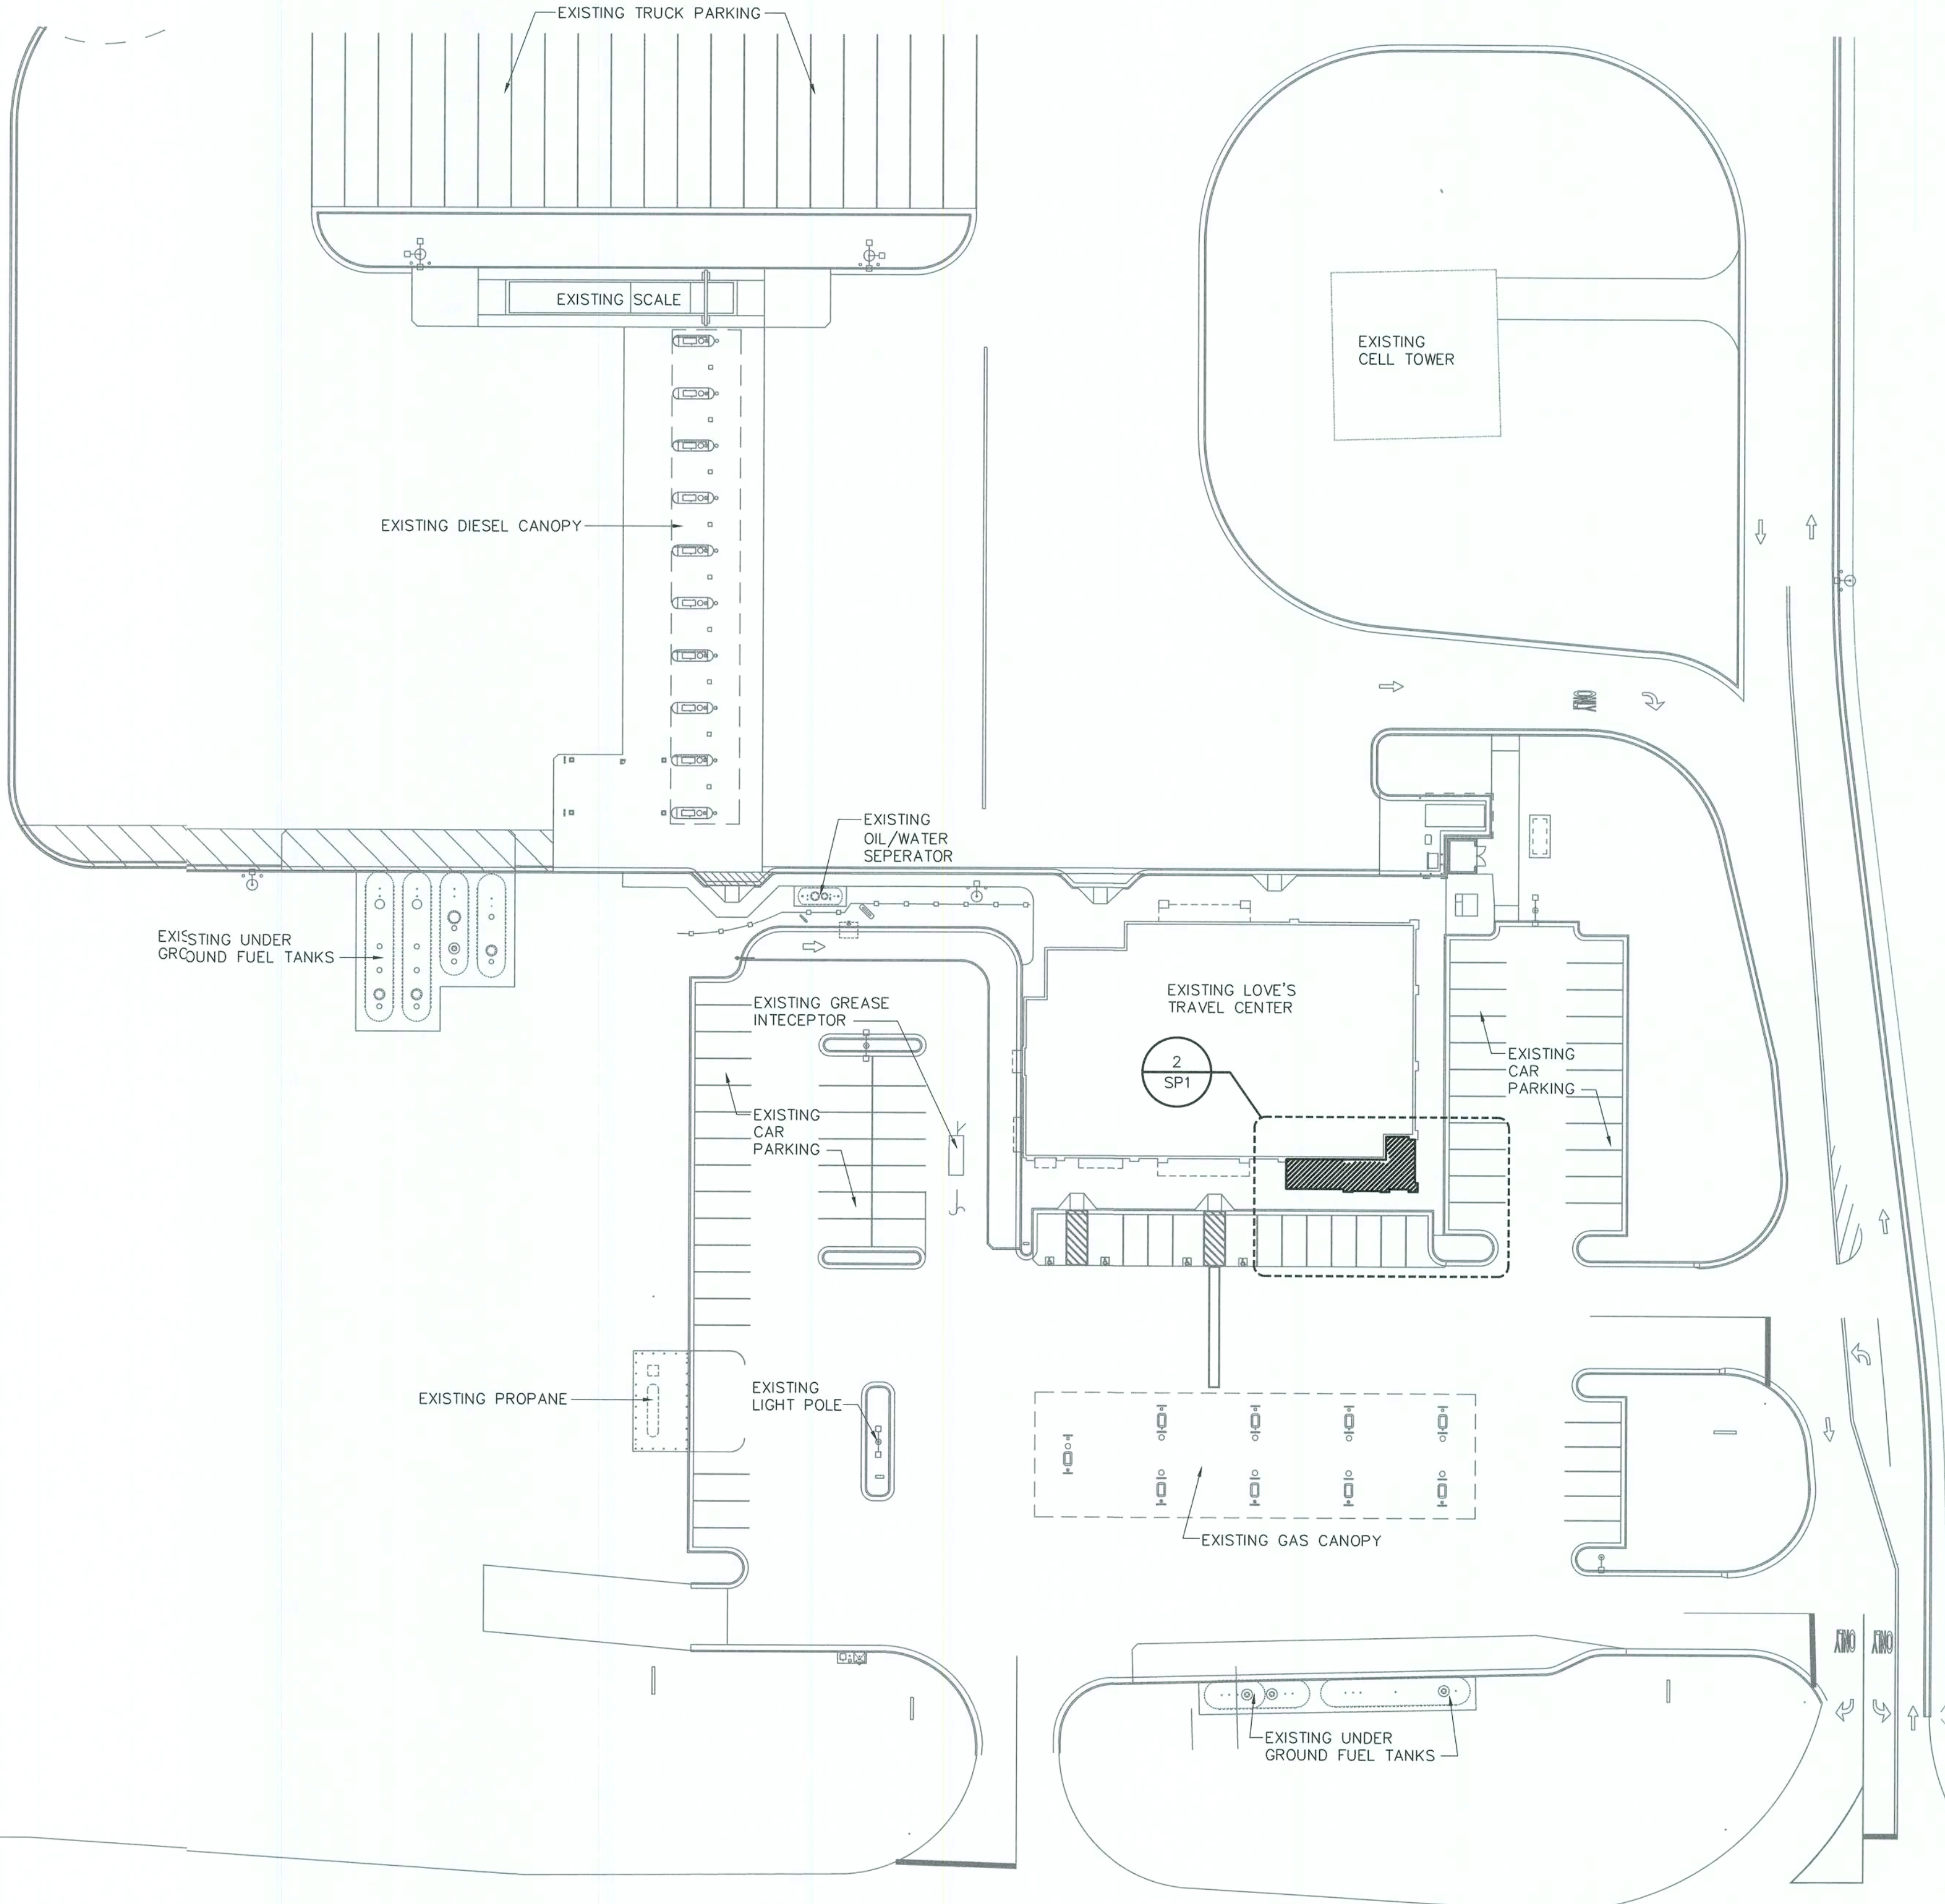 EXISTING TRUCK PARKING
EXISTING SCALE
EXISTING
CELL TOWER
EXISTING DIESEL CANOPY
ONLY
EXISTING
OIL/WATER
SEPERATOR
EXISTING UNDER
GROUND FUEL TANKS
EXISTING LOVE'S
TRAVEL CENTER
EXISTING GREASE
INTECEPTOR
2
SP1
EXISTING
CAR
PARKING
EXISTING
CAR
PARKING
EXISTING PROPANE
EXISTING
LIGHT POLE
EXISTING GAS CANOPY
ONLY ONLY
EXISTING UNDER
GROUND FUEL TANKS